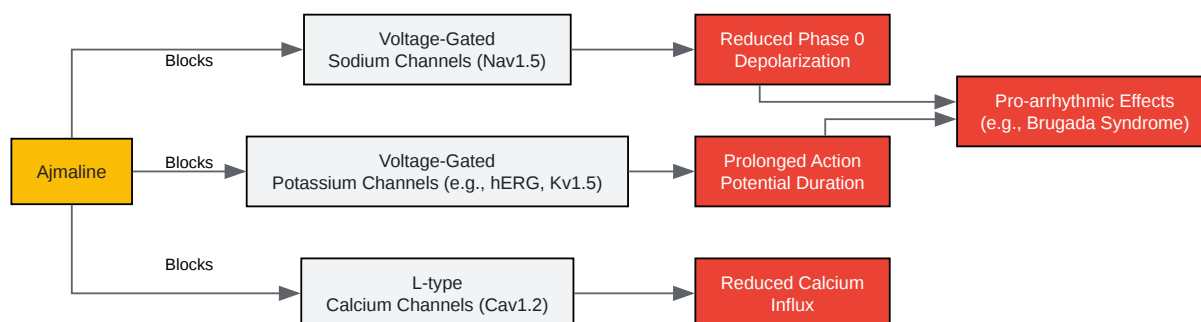 Voltage-Gated
Sodium Channels (Nav1.5)
Reduced Phase 0
Depolarization
Blocks
Pro-arrhythmic Effects
(e.g., Brugada Syndrome)
Ajmaline
Blocks
Voltage-Gated
Potassium Channels (e.g., hERG, Kv1.5)
Prolonged Action
Potential Duration
Blocks
L-type
Calcium Channels (Cav1.2)
Reduced Calcium
Influx